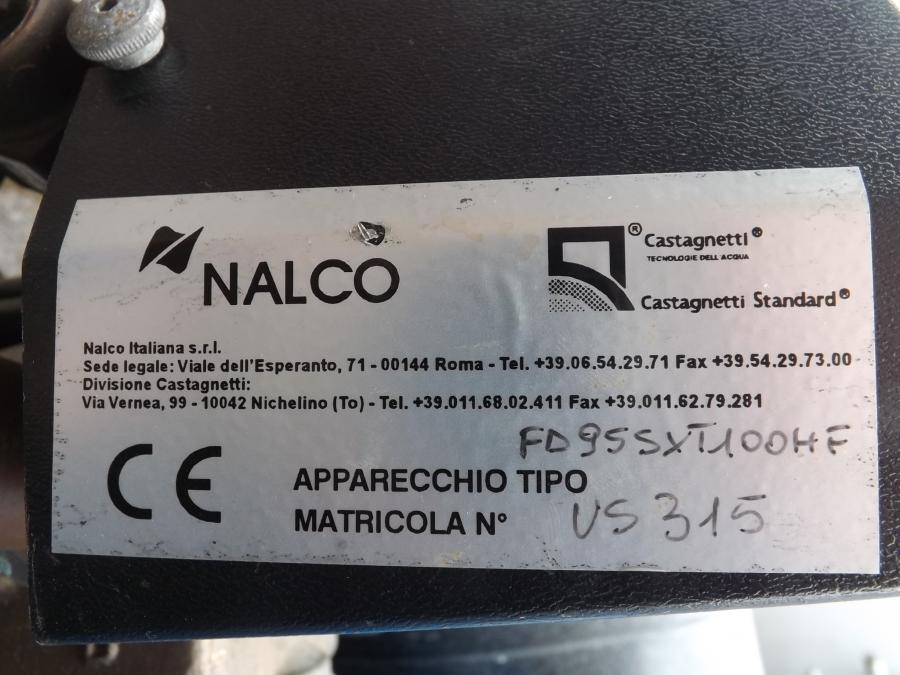 NALCO
® Castagnetti®
TECNOLOGIE DELL'ACQUA
Castagnetti Standard®
Nalco Italiana s.r.l.
Sede legale: Viale dell'Esperanto, 71 - 00144 Roma - Tel. +39.06.54.29.71 Fax +39.54.29.73.00
Divisione Castagnetti:
Via Vernea, 99 - 10042 Nichelino (To) - Tel. +39.011.68.02.411 Fax +39.011.62.79.281
CE
FD95SXT100HF
APPARECCHIO TIPO
MATRICOLA N° VS 315